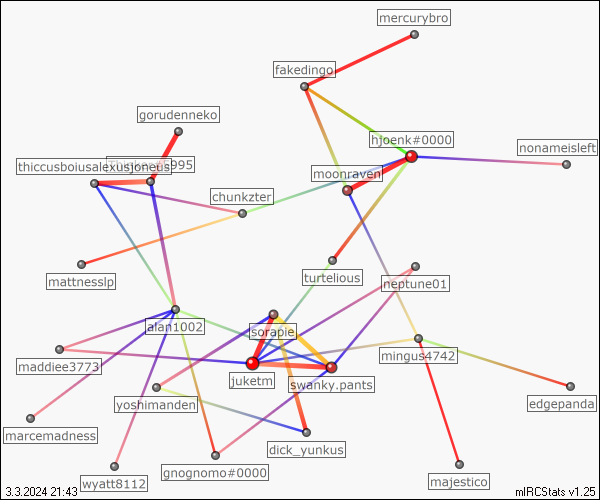 mercurybro
fakedingo
gorudenneko
hjoenk#0000
nonameisleft
thiccusboiusalexusjoneus
moonraven
chunkzter
mattnesslp
turtelious
neptune01
alan1002
sorapie
mingus4742
maddiee3773
juketm
swanky.pants
yoshimanden
edgepanda
marcemadness
dick_yunkus
wyatt8112
gnognomo#0000
majestico
3.3.2024 21:43
mIRCStats v1.25